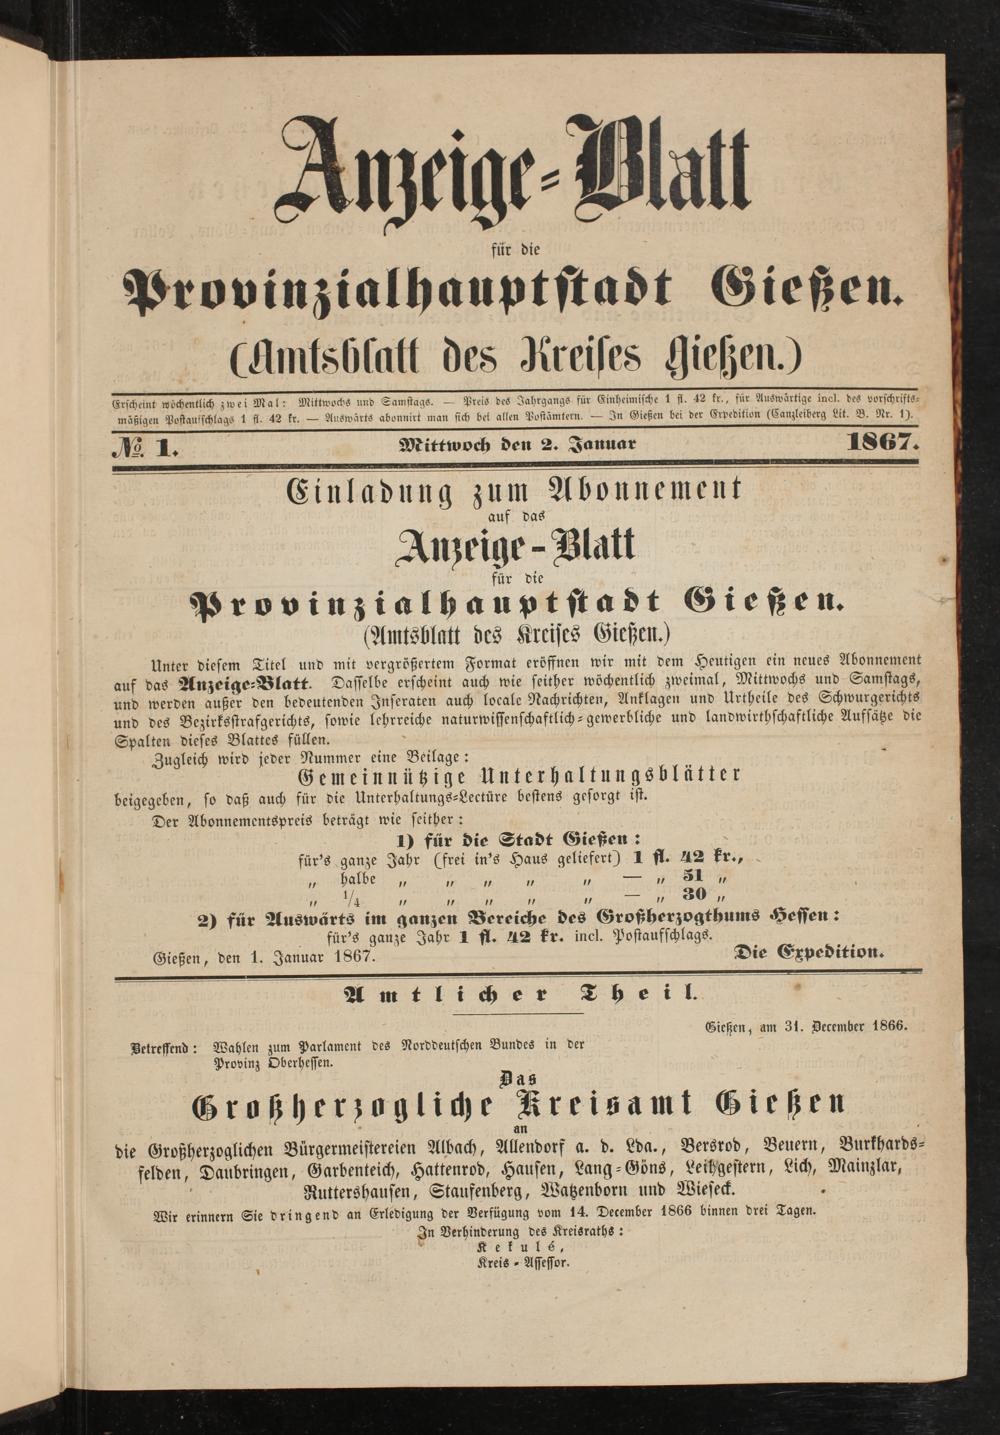 Anzeige-Blatt
für die
Provinzialhauptstadt Gießen.
(Amtsblatt des Kreises Gießen.)
Erscheint wöchentlich zwei Mal: Mittwochs und Samstags. — Preis des Jahrgangs für Einheimische 1 fl. 42 kr., für Auswärtige incl. des vorschrifts-
mäßigen Postaufschlags 1 fl. 42 kr. — Auswärts abonnirt man sich bei allen Postämtern. — In Gießen bei der Expedition (Canzleiberg Lit. B. Nr. 1).
№ 1. Mittwoch den 2. Januar 1867.
Einladung zum Abonnement
auf das
Anzeige-Blatt
für die
Provinzialhauptstadt Gießen.
(Amtsblatt des Kreises Gießen.)
Unter diesem Titel und mit vergrößertem Format eröffnen wir mit dem Heutigen ein neues Abonnement
auf das Anzeige-Blatt. Dasselbe erscheint auch wie seither wöchentlich zweimal, Mittwochs und Samstags,
und werden außer den bedeutenden Inseraten auch locale Nachrichten, Anklagen und Urtheile des Schwurgerichts
und des Bezirksstrafgerichts, sowie lehrreiche naturwissenschaftlich-gewerbliche und landwirthschaftliche Aufsätze die
Spalten dieses Blattes füllen.
Zugleich wird jeder Nummer eine Beilage:
Gemeinnützige Unterhaltungsblätter
beigegeben, so daß auch für die Unterhaltungs-Lectüre bestens gesorgt ist.
Der Abonnementspreis beträgt wie seither:
1) für die Stadt Gießen:
für's ganze Jahr (frei in's Haus geliefert) 1 fl. 42 kr.,
„ halbe „ „ „ „ „ — „ 51 „
„ 1/4 „ „ „ „ „ — „ 30 „
2) für Auswärts im ganzen Bereiche des Großherzogthums Hessen:
für's ganze Jahr 1 fl. 42 kr. incl. Postaufschlags.
Gießen, den 1. Januar 1867. Die Expedition.
Amtlicher Theil.
Gießen, am 31. December 1866.
Betreffend: Wahlen zum Parlament des Norddeutschen Bundes in der
Provinz Oberhessen.
Das
Großherzogliche Kreisamt Gießen
an
die Großherzoglichen Bürgermeistereien Albach, Allendorf a. d. Lda., Bersrod, Beuern, Burkhards-
felden, Daubringen, Garbenteich, Hattenrod, Hausen, Lang-Göns, Leihgestern, Lich, Mainzlar,
Ruttershausen, Staufenberg, Watzenborn und Wieseck.
Wir erinnern Sie dringend an Erledigung der Verfügung vom 14. December 1866 binnen drei Tagen.
In Verhinderung des Kreisraths:
Kekulé,
Kreis-Assessor.